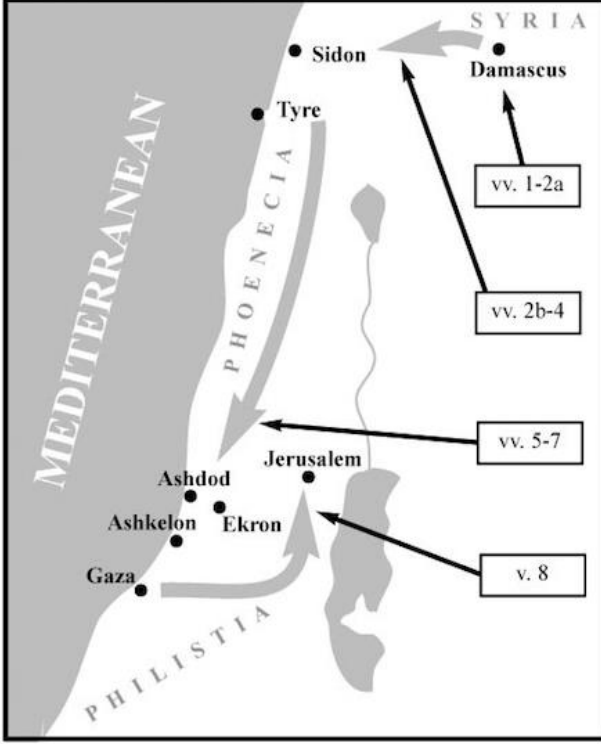 SYRIA
Sidon
Damascus
Tyre
vv. 1-2a
MEDITERRANEAN
PHOENECIA
vv. 2b-4
vv. 5-7
Jerusalem
Ashdod
Ekron
Ashkelon
v. 8
Gaza
PHILISTIA